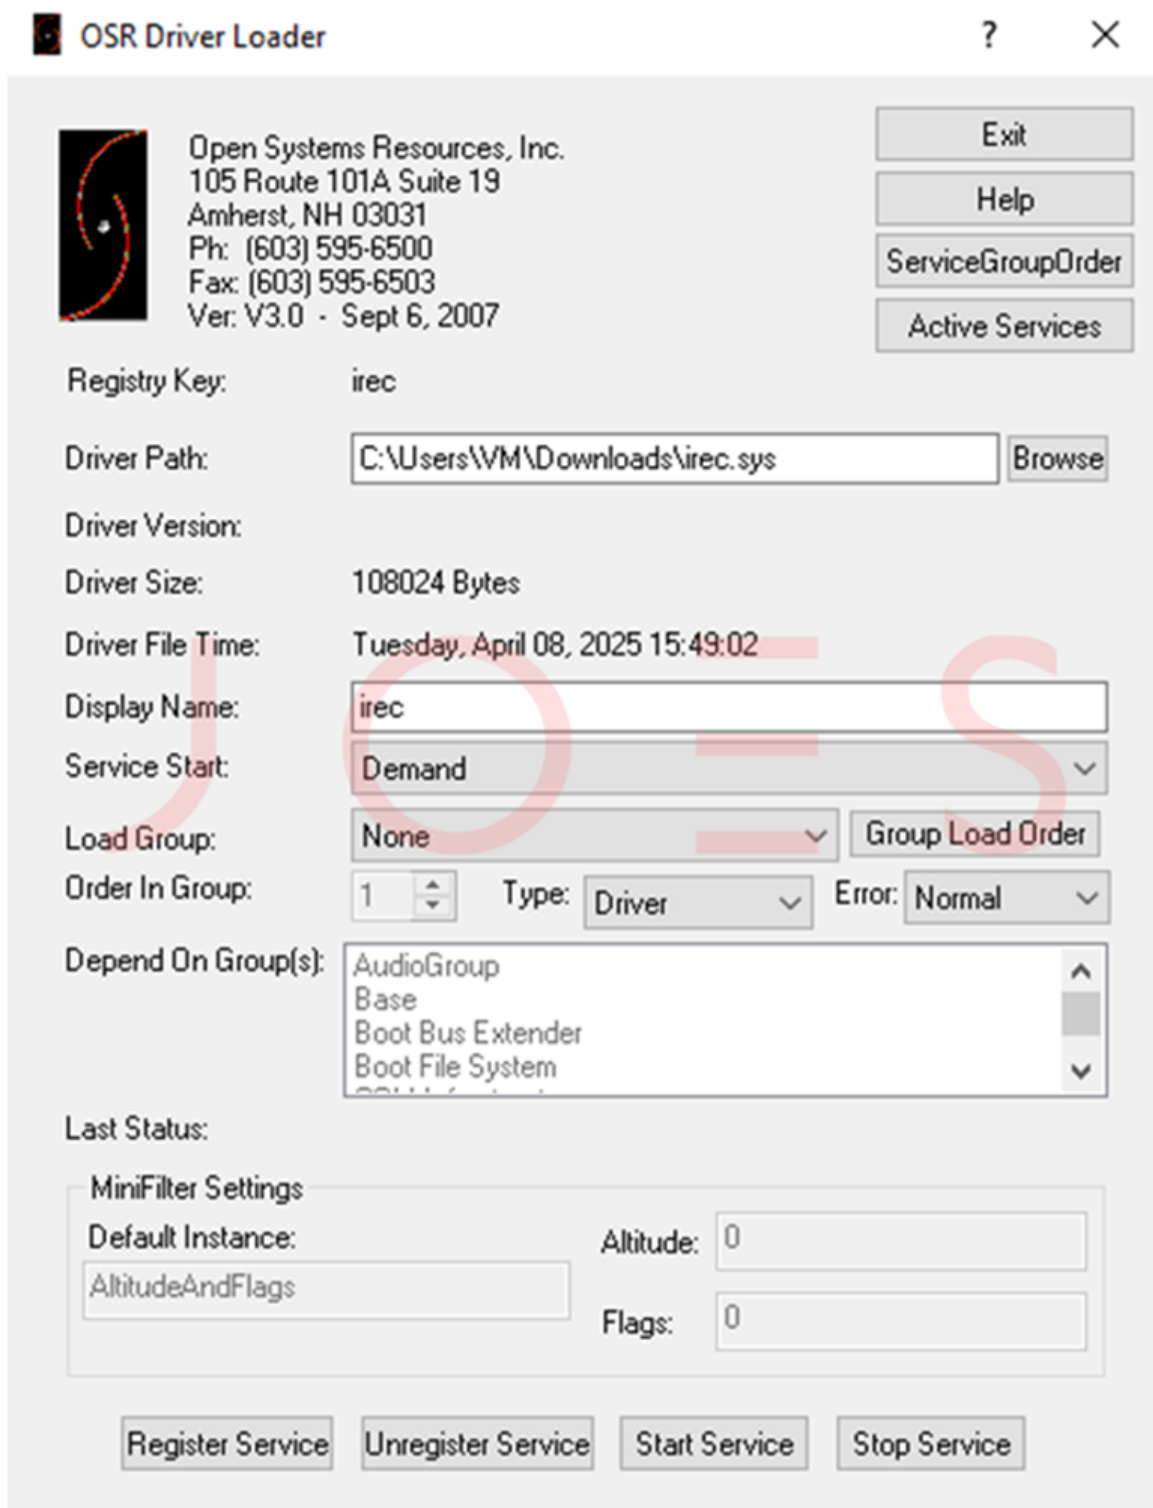 OSR Driver Loader ?
Open Systems Resources, Inc.
105 Route 101A Suite 19
Amherst, NH 03031
Ph: (603) 595-6500
Fax: (603) 595-6503
Ver: V3.0 - Sept 6, 2007
Exit
Help
ServiceGroupOrder
Active Services
Registry Key: irec
Driver Path: C:\Users\VM\Downloads\irec.sys Browse
Driver Version:
Driver Size: 108024 Bytes
Driver File Time: Tuesday, April 08, 2025 15:49:02
JOES
Display Name: irec
Service Start: Demand
Load Group: None Group Load Order
Order In Group: 1 Type: Driver Error: Normal
Depend On Group(s): AudioGroup
Base
Boot Bus Extender
Boot File System
Last Status:
MiniFilter Settings
Default Instance:
AltitudeAndFlags
Altitude: 0
Flags: 0
Register Service Unregister Service Start Service Stop Service